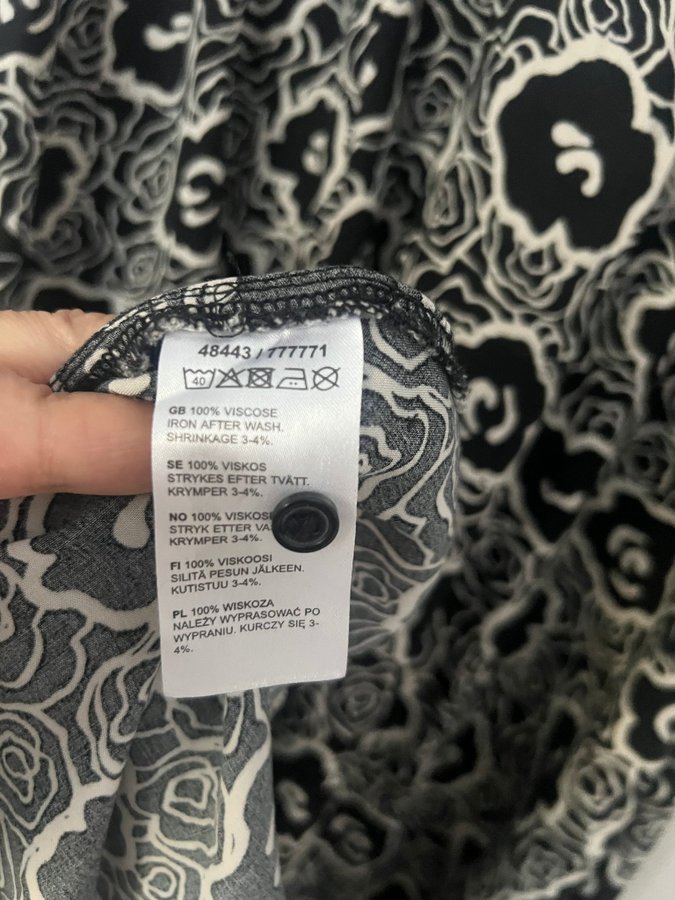 48443 / 777771
40
GB 100% VISCOSE
IRON AFTER WASH.
SHRINKAGE 3-4%.
SE 100% VISKOS
STRYKES EFTER TVÄTT.
KRYMPER 3-4%.
NO 100% VISKOS
STRYK ETTER
KRYMPER 3-4%.
FI 100% VISKOOSI
SILITÄ PESUN JÄLKEEN.
KUTISTUU 3-4%.
PL 100% WISKOZA
NALEŻY WYPRASOWAĆ PO
WYPRANIU. KURCZY SIĘ 3-
4%.